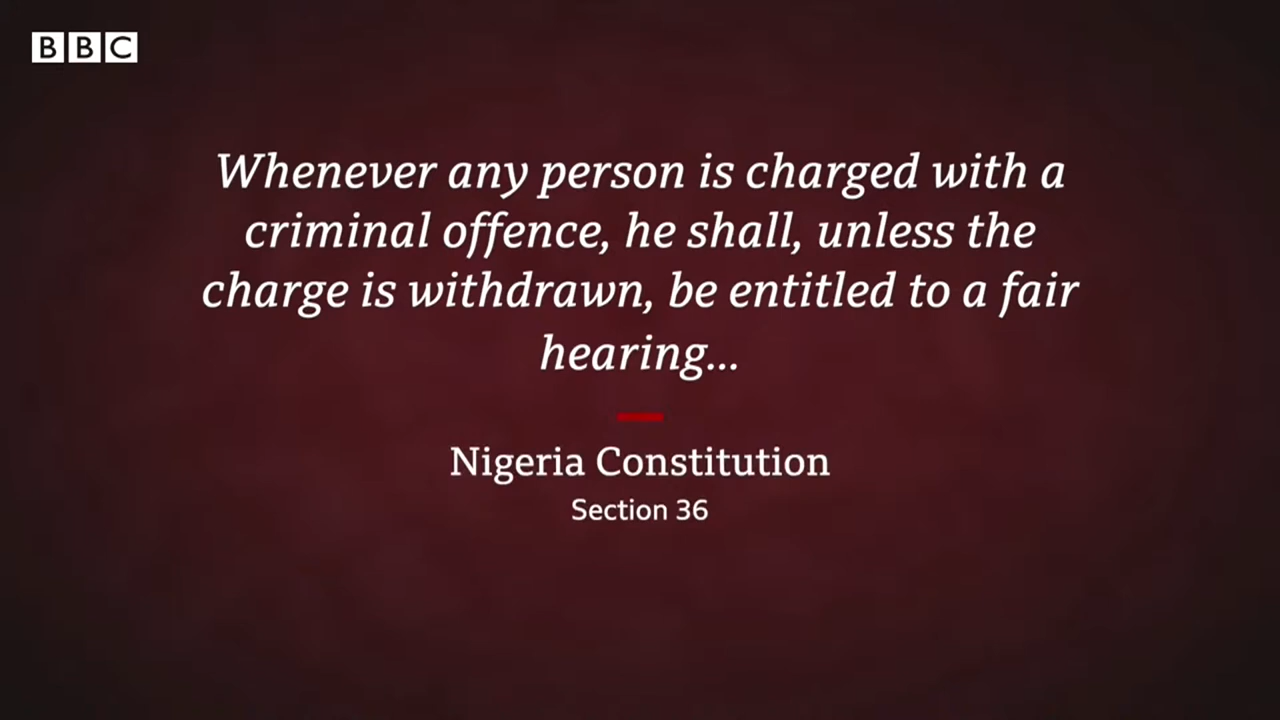 BBC
Whenever any person is charged with a
criminal offence, he shall, unless the
charge is withdrawn, be entitled to a fair
hearing...
Nigeria Constitution
Section 36